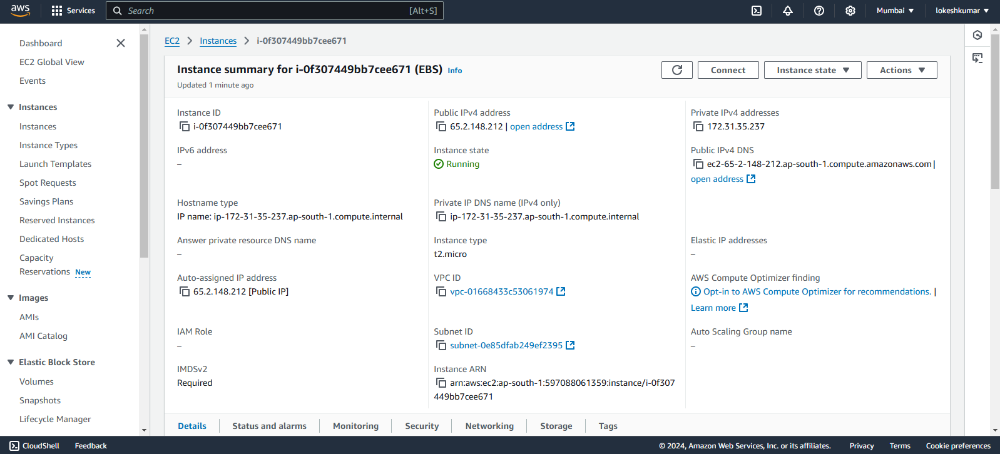 aws
Services
Search
[Alt+S]
Mumbai
lokeshkumar
Dashboard
EC2 Global View
Events
Instances
Instances
Instance Types
Launch Templates
Spot Requests
Savings Plans
Reserved Instances
Dedicated Hosts
Capacity
Reservations New
Images
AMIs
AMI Catalog
Elastic Block Store
Volumes
Snapshots
Lifecycle Manager
EC2 > Instances > i-0f307449bb7cee671
Instance summary for i-0f307449bb7cee671 (EBS) Info
Updated 1 minute ago
Connect
Instance state
Actions
Instance ID
i-0f307449bb7cee671
Public IPv4 address
65.2.148.212 | open address
Private IPv4 addresses
172.31.35.237
IPv6 address
–
Instance state
Running
Public IPv4 DNS
ec2-65-2-148-212.ap-south-1.compute.amazonaws.com |
open address
Hostname type
IP name: ip-172-31-35-237.ap-south-1.compute.internal
Private IP DNS name (IPv4 only)
ip-172-31-35-237.ap-south-1.compute.internal
Answer private resource DNS name
–
Instance type
t2.micro
Elastic IP addresses
–
Auto-assigned IP address
65.2.148.212 [Public IP]
VPC ID
vpc-01668433c53061974
AWS Compute Optimizer finding
Opt-in to AWS Compute Optimizer for recommendations. |
Learn more
IAM Role
–
Subnet ID
subnet-0e85dfab249ef2395
Auto Scaling Group name
–
IMDSv2
Required
Instance ARN
arn:aws:ec2:ap-south-1:597088061359:instance/i-0f307
449bb7cee671
Details
Status and alarms
Monitoring
Security
Networking
Storage
Tags
CloudShell
Feedback
© 2024, Amazon Web Services, Inc. or its affiliates.
Privacy
Terms
Cookie preferences